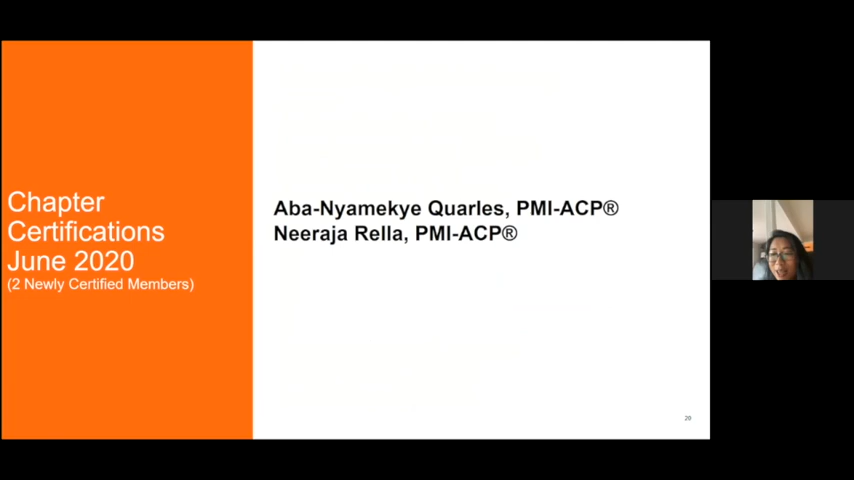 Chapter
Certifications
June 2020
(2 Newly Certified Members)
Aba-Nyamekye Quarles, PMI-ACP®
Neeraja Rella, PMI-ACP®
20